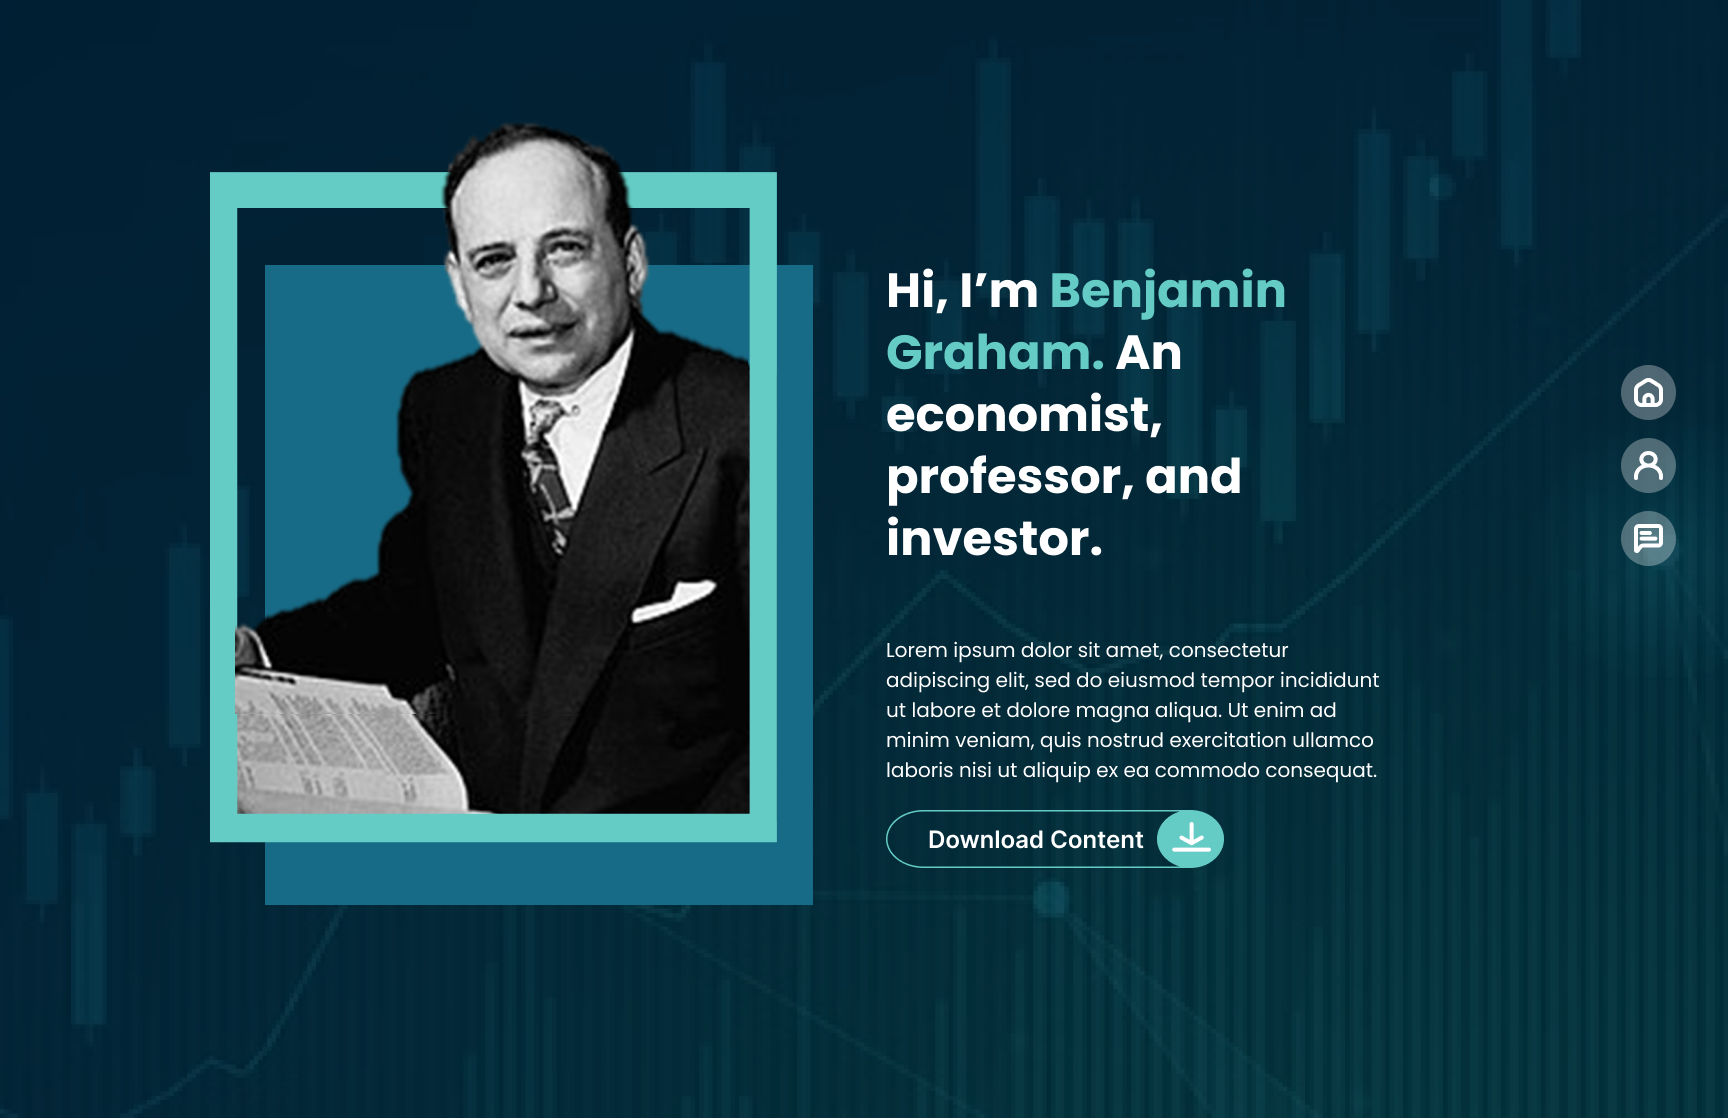 Hi, I’m Benjamin
Graham. An
economist,
professor, and
investor.
Lorem ipsum dolor sit amet, consectetur
adipiscing elit, sed do eiusmod tempor incididunt
ut labore et dolore magna aliqua. Ut enim ad
minim veniam, quis nostrud exercitation ullamco
laboris nisi ut aliquip ex ea commodo consequat.
Download Content